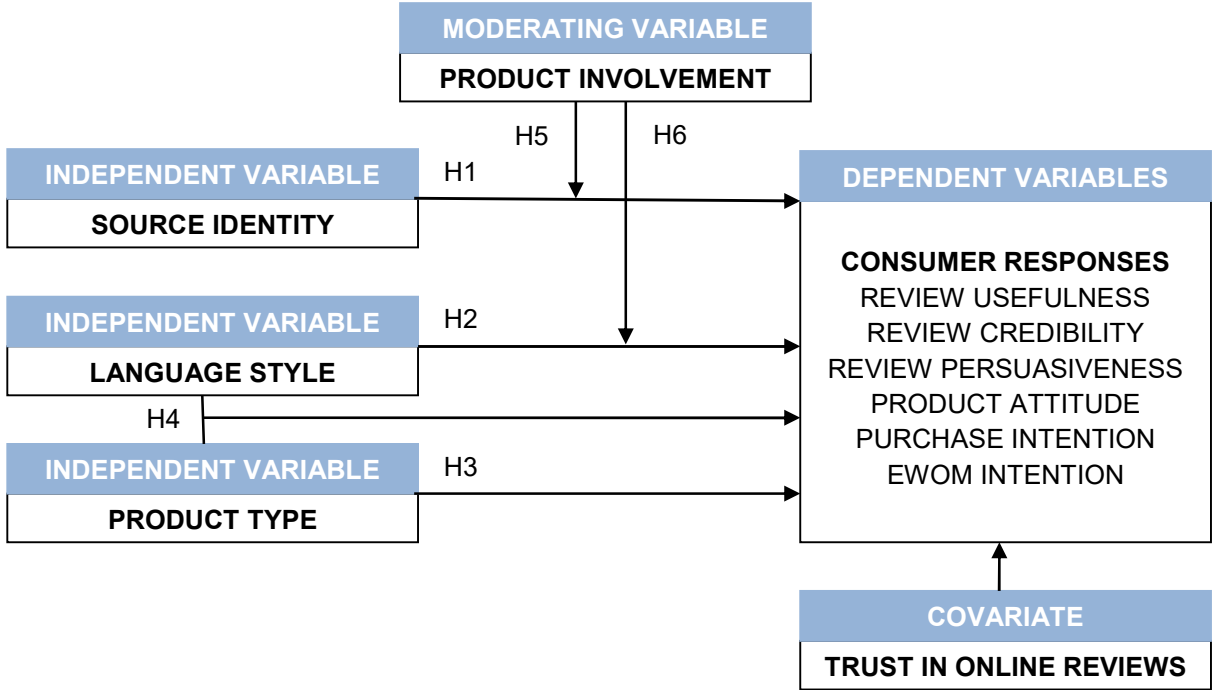 MODERATING VARIABLE
PRODUCT INVOLVEMENT
H5
H6
INDEPENDENT VARIABLE
SOURCE IDENTITY
H1
INDEPENDENT VARIABLE
LANGUAGE STYLE
H2
H4
INDEPENDENT VARIABLE
PRODUCT TYPE
H3
DEPENDENT VARIABLES
CONSUMER RESPONSES
REVIEW USEFULNESS
REVIEW CREDIBILITY
REVIEW PERSUASIVENESS
PRODUCT ATTITUDE
PURCHASE INTENTION
EWOM INTENTION
COVARIATE
TRUST IN ONLINE REVIEWS